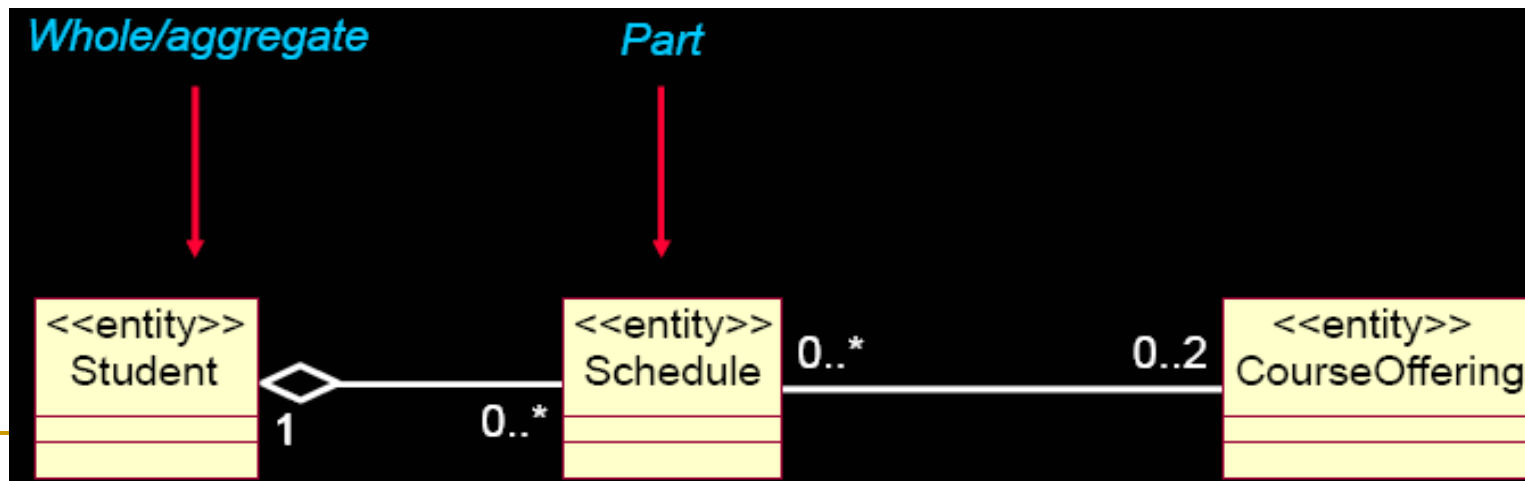 Whole/aggregate
Part
<<entity>>
Student
1
0..*
<<entity>>
Schedule
0..*
0..2
<<entity>>
CourseOffering